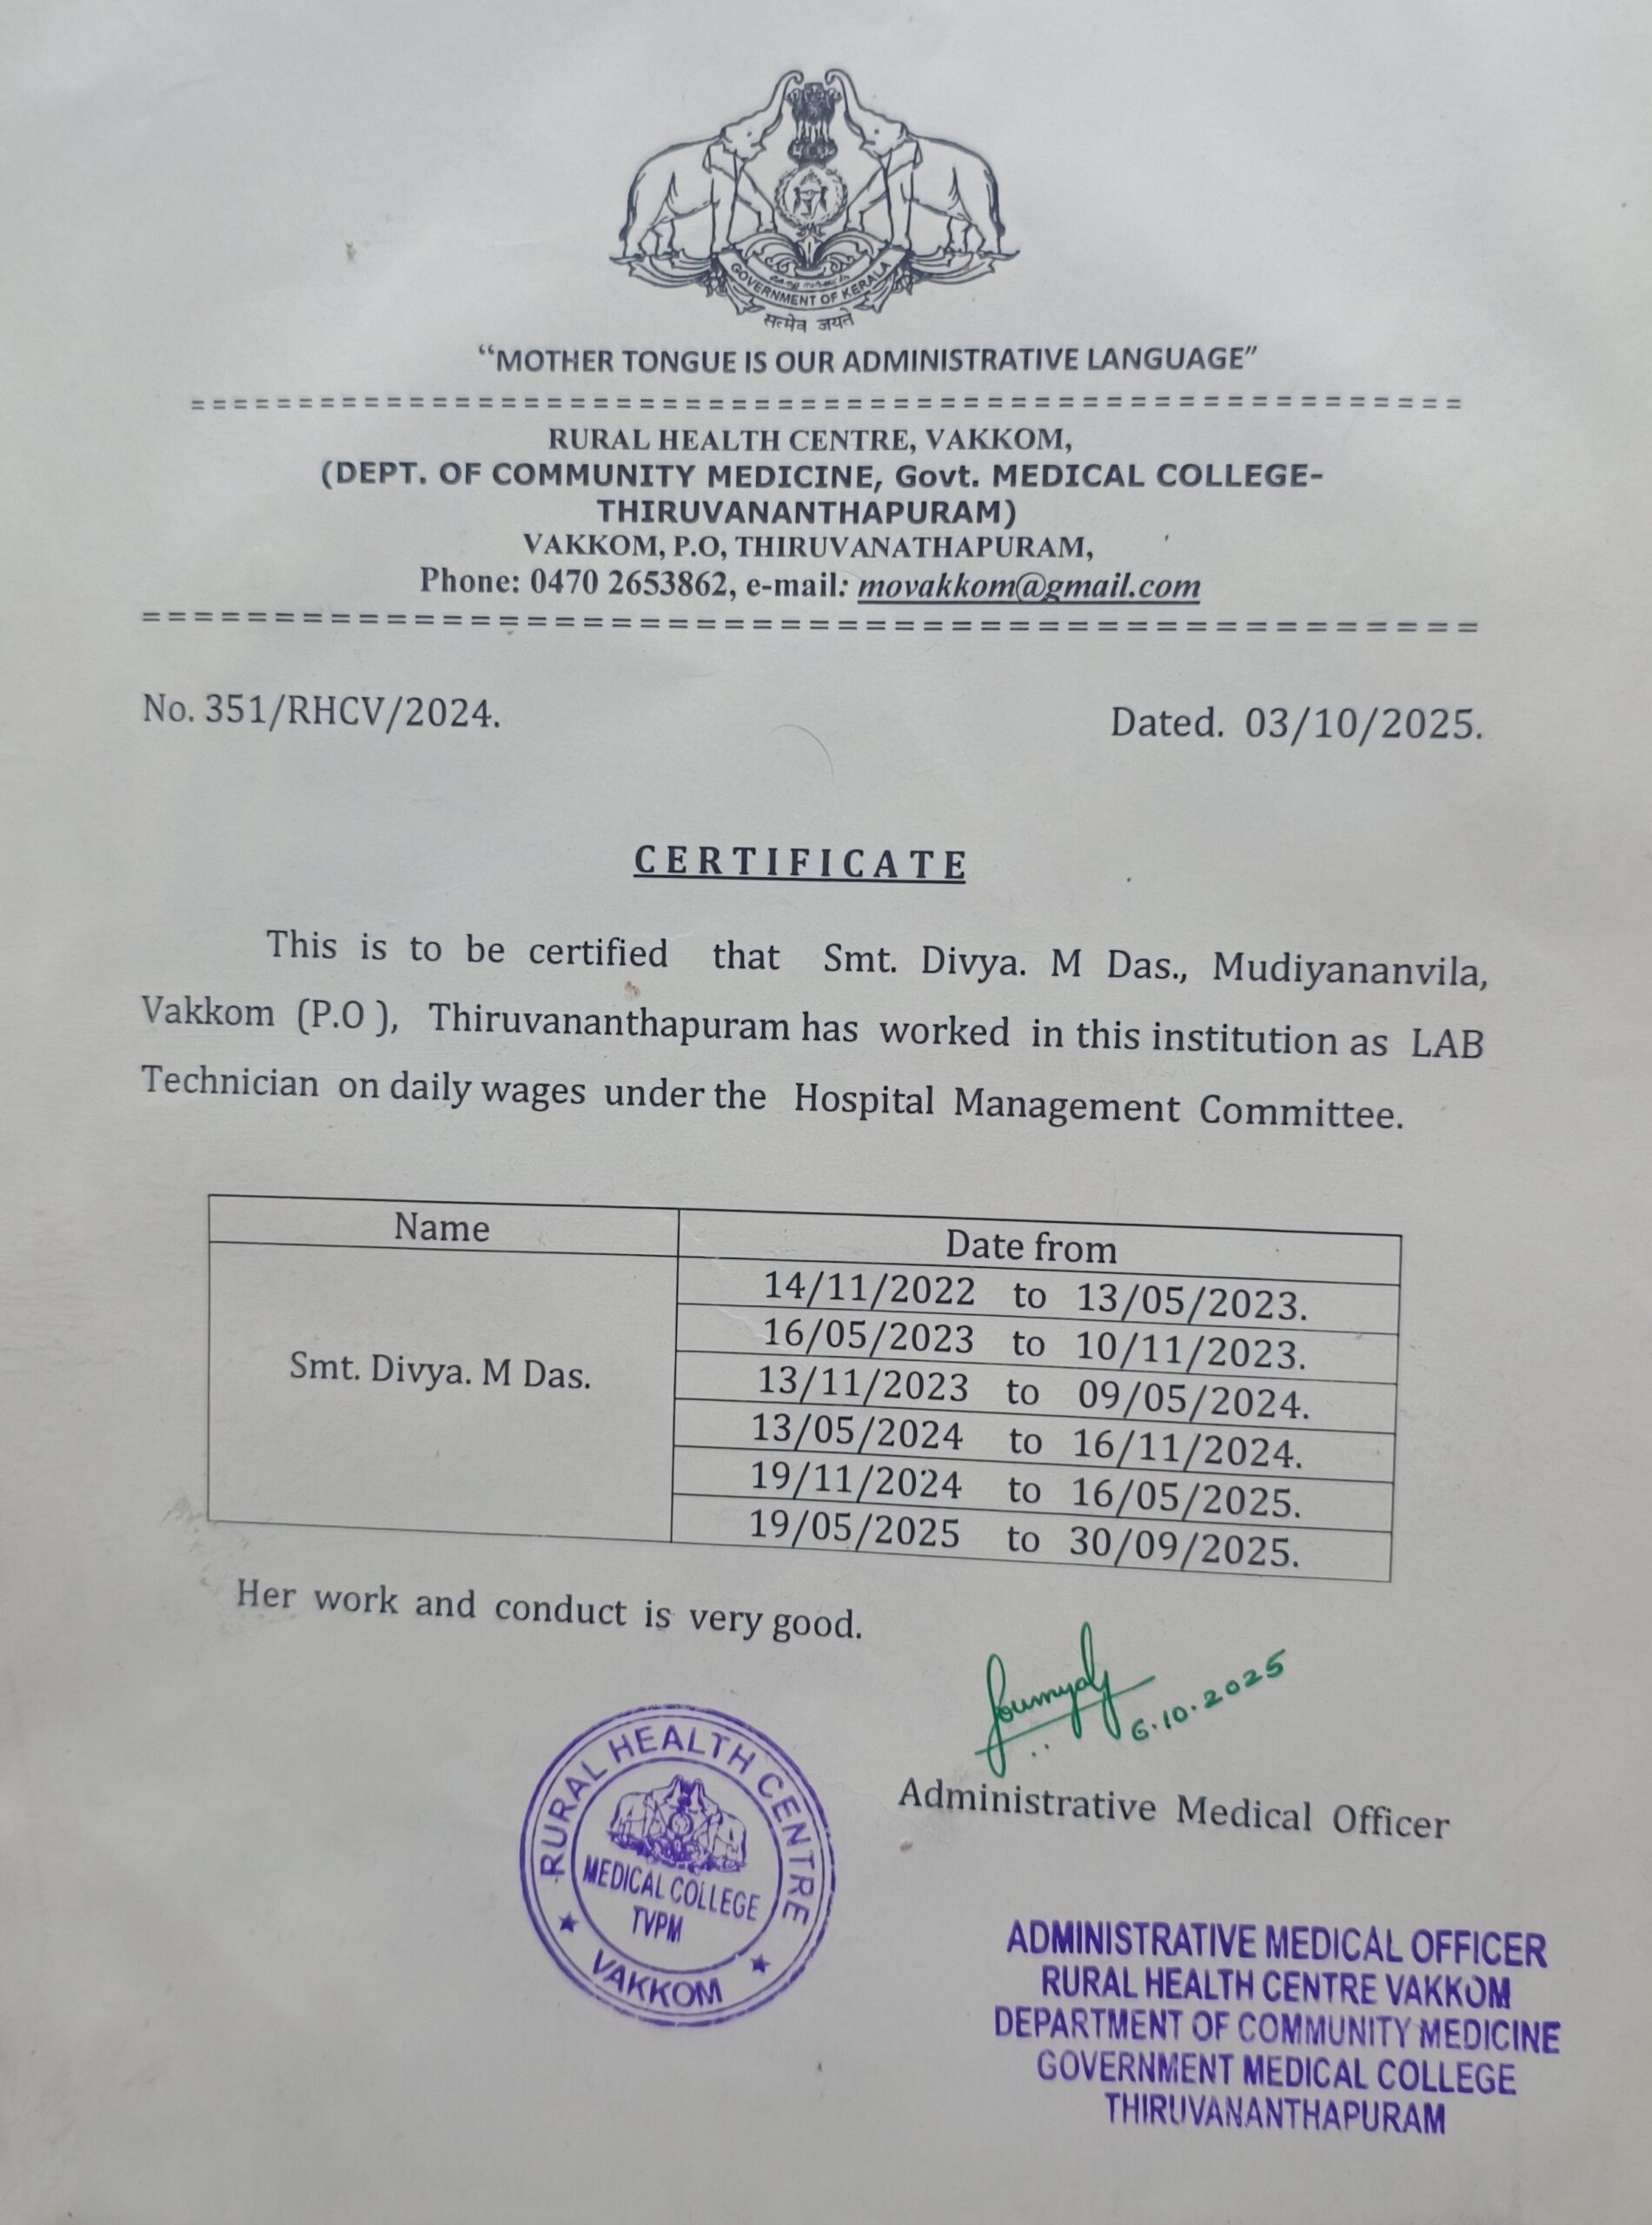 GOVERNMENT OF KERALA
सत्यमेव जयते
“MOTHER TONGUE IS OUR ADMINISTRATIVE LANGUAGE”
RURAL HEALTH CENTRE, VAKKOM,
(DEPT. OF COMMUNITY MEDICINE, Govt. MEDICAL COLLEGE-
THIRUVANANTHAPURAM)
VAKKOM, P.O, THIRUVANATHAPURAM,
Phone: 0470 2653862, e-mail: movakkom@gmail.com
No. 351/RHCV/2024. Dated. 03/10/2025.
CERTIFICATE
This is to be certified that Smt. Divya. M Das., Mudiyananvila,
Vakkom (P.O ), Thiruvananthapuram has worked in this institution as LAB
Technician on daily wages under the Hospital Management Committee.
Name Date from
14/11/2022 to 13/05/2023.
16/05/2023 to 10/11/2023.
Smt. Divya. M Das. 13/11/2023 to 09/05/2024.
13/05/2024 to 16/11/2024.
19/11/2024 to 16/05/2025.
19/05/2025 to 30/09/2025.
Her work and conduct is very good.
6.10.2025
Administrative Medical Officer
RURAL HEALTH CENTRE
MEDICAL COLLEGE
TVPM
VAKKOM
ADMINISTRATIVE MEDICAL OFFICER
RURAL HEALTH CENTRE VAKKOM
DEPARTMENT OF COMMUNITY MEDICINE
GOVERNMENT MEDICAL COLLEGE
THIRUVANANTHAPURAM